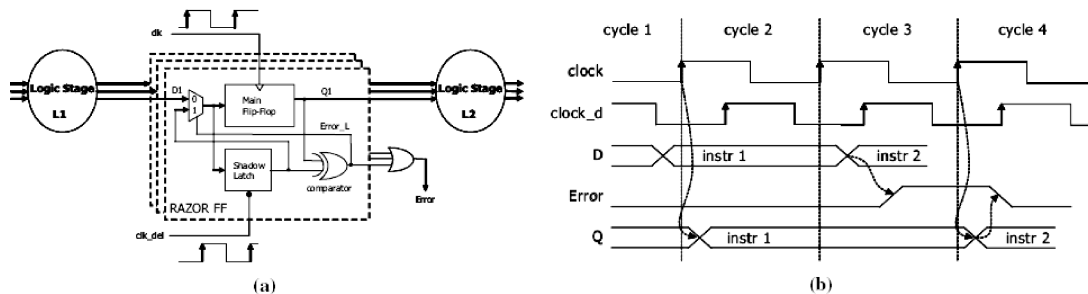 clk
Logic Stage
L1
D1
0
1
Main
Flip-Flop
Q1
Logic Stage
L2
Error_L
Shadow
Latch
comparator
RAZOR FF
Error
clk_del
(a)
cycle 1
cycle 2
cycle 3
cycle 4
clock
clock_d
D
instr 1
instr 2
Error
Q
instr 1
instr 2
(b)